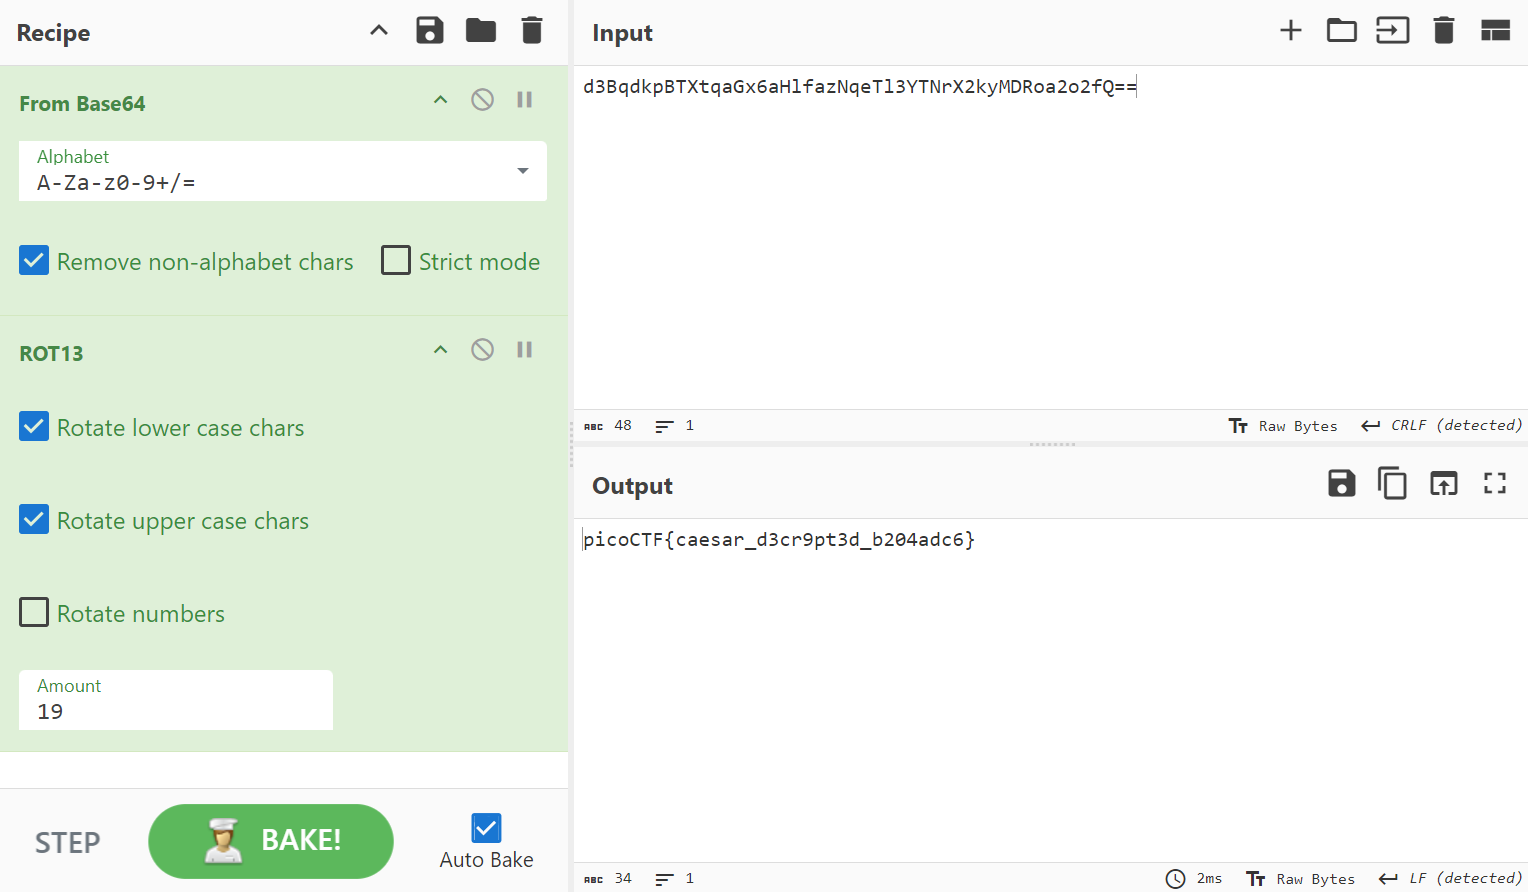 Recipe
From Base64
Alphabet
A-Za-z0-9+/=
Remove non-alphabet chars
Strict mode
ROT13
Rotate lower case chars
Rotate upper case chars
Rotate numbers
Amount
19
STEP
BAKE!
Auto Bake
Input
d3BqdkpBTXtqaGx6aHlfazNqeTl3YTNrX2kyMDRoa2o2fQ==
ABC 48 1
Tт Raw Bytes CRLF (detected)
Output
picoCTF{caesar_d3cr9pt3d_b204adc6}
ABC 34 1
2ms Tт Raw Bytes LF (detected)